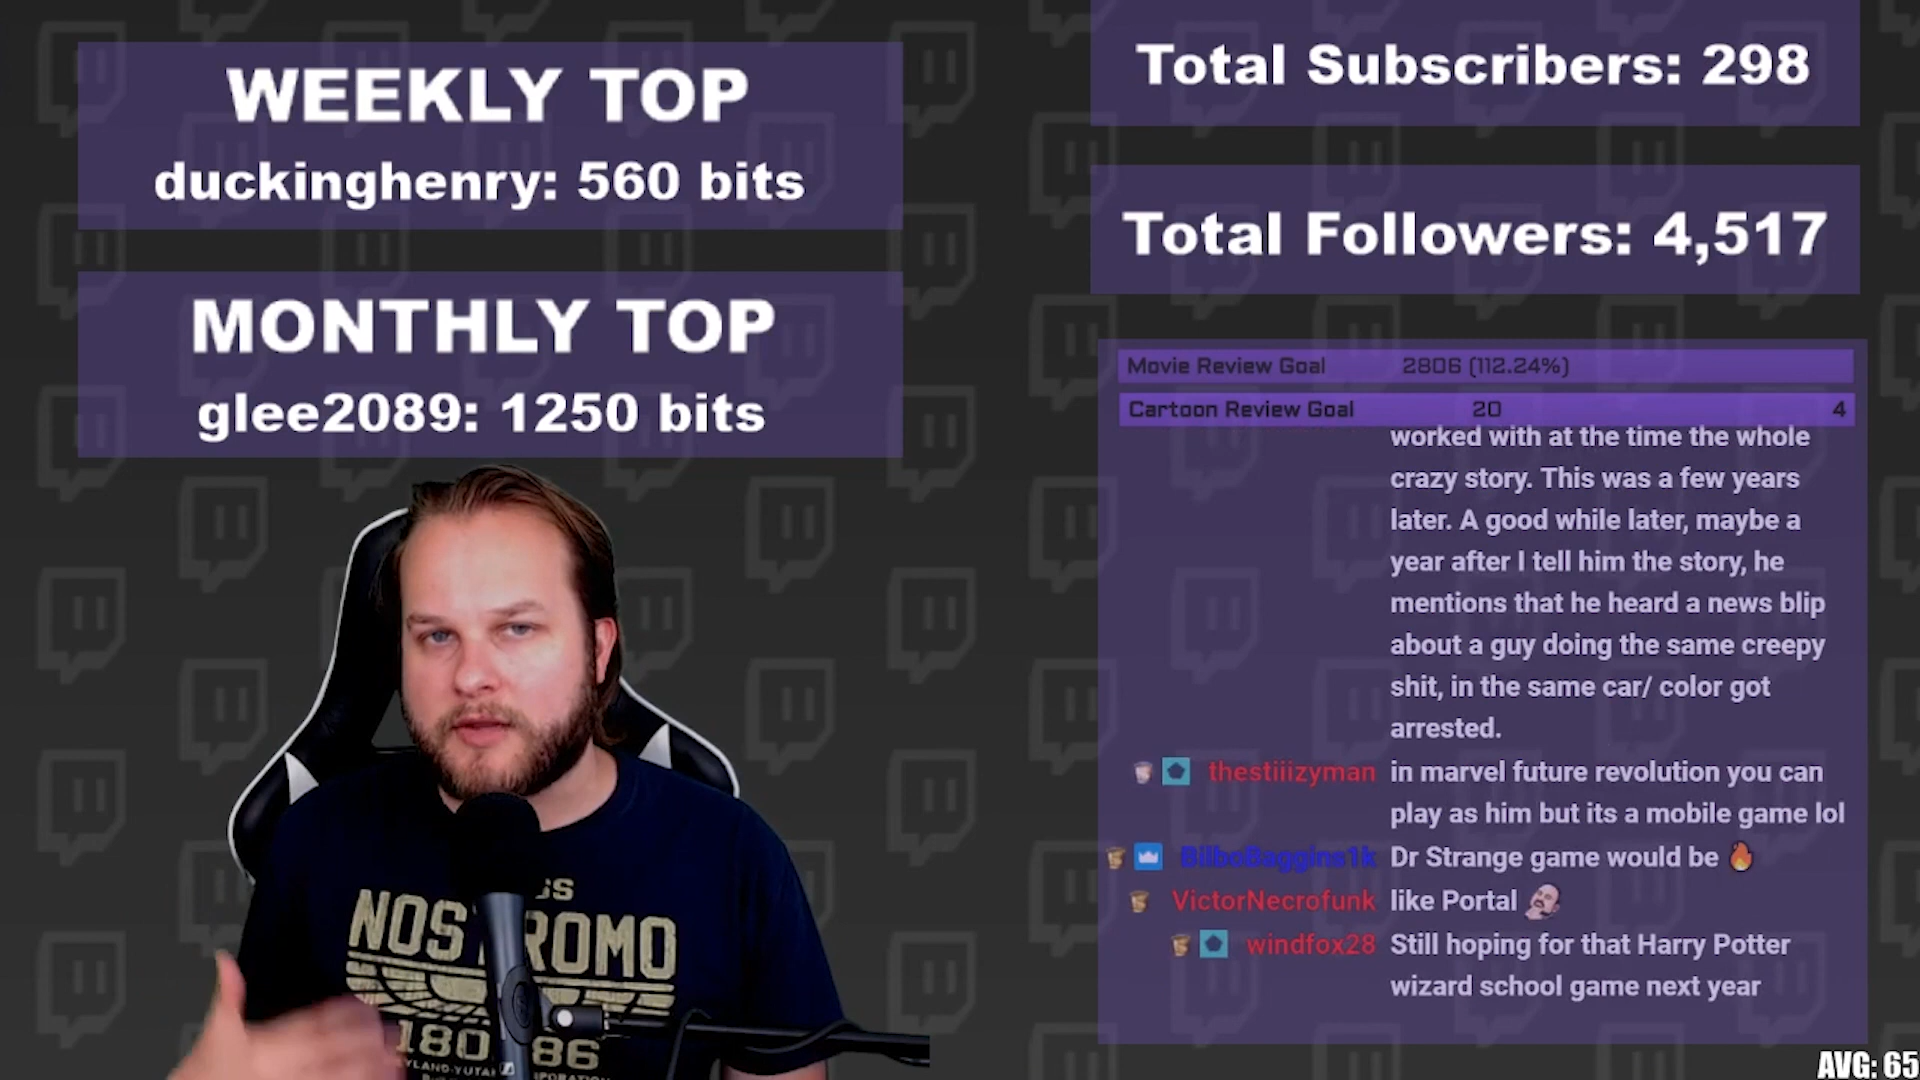 WEEKLY TOP
duckinghenry: 560 bits
MONTHLY TOP
glee2089: 1250 bits
Total Subscribers: 298
Total Followers: 4,517
Movie Review Goal 2806 (112.24%)
Cartoon Review Goal 20 4
worked with at the time the whole
crazy story. This was a few years
later. A good while later, maybe a
year after I tell him the story, he
mentions that he heard a news blip
about a guy doing the same creepy
shit, in the same car/ color got
arrested.
thestiiizyman in marvel future revolution you can
play as him but its a mobile game lol
BilboBaggins1k Dr Strange game would be
VictorNecrofunk like Portal
windfox28 Still hoping for that Harry Potter
wizard school game next year
AVG: 65